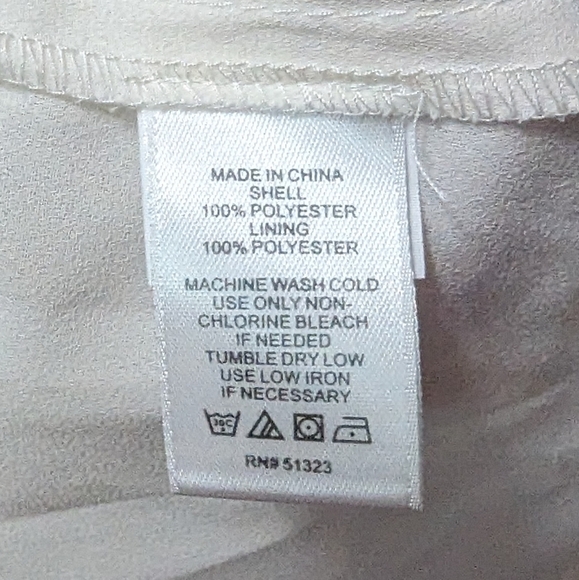 MADE IN CHINA
SHELL
100% POLYESTER
LINING
100% POLYESTER
MACHINE WASH COLD
USE ONLY NON-
CHLORINE BLEACH
IF NEEDED
TUMBLE DRY LOW
USE LOW IRON
IF NECESSARY
30C
RN# 51323